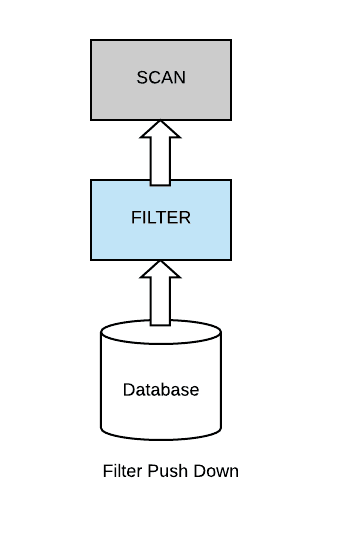 SCAN
FILTER
Database
Filter Push Down